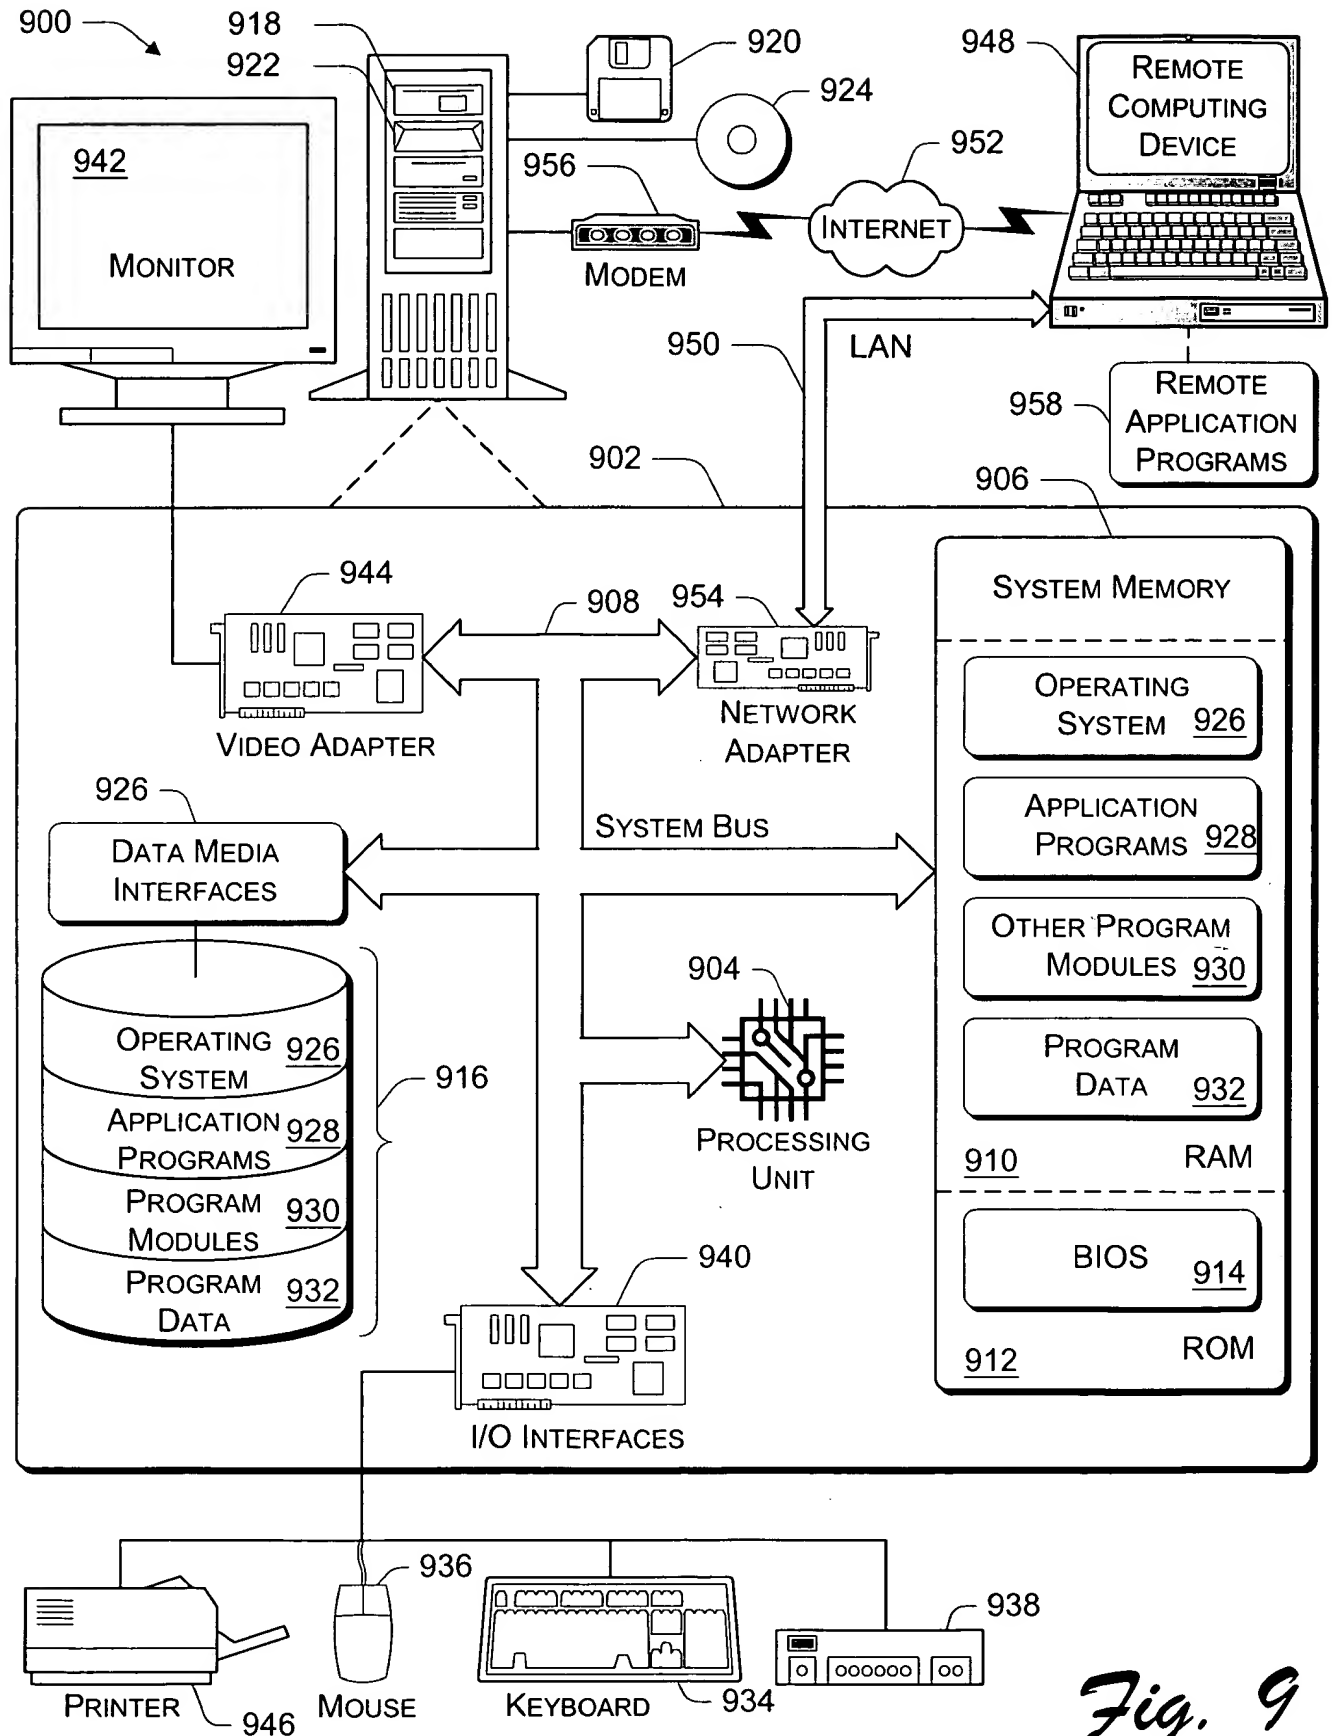 900
918
922
920
924
948
REMOTE
COMPUTING
DEVICE
942
MONITOR
956
MODEM
952
INTERNET
950
LAN
958
REMOTE
APPLICATION
PROGRAMS
902
906
944
VIDEO ADAPTER
908
954
NETWORK
ADAPTER
SYSTEM MEMORY
OPERATING
SYSTEM 926
APPLICATION
PROGRAMS 928
OTHER PROGRAM
MODULES 930
PROGRAM
DATA 932
910 RAM
BIOS 914
912 ROM
926
DATA MEDIA
INTERFACES
SYSTEM BUS
OPERATING
SYSTEM 926
APPLICATION
PROGRAMS 928
PROGRAM
MODULES 930
PROGRAM
DATA 932
916
904
PROCESSING
UNIT
940
I/O INTERFACES
PRINTER
946
936
MOUSE
KEYBOARD
934
938
Fig. 9